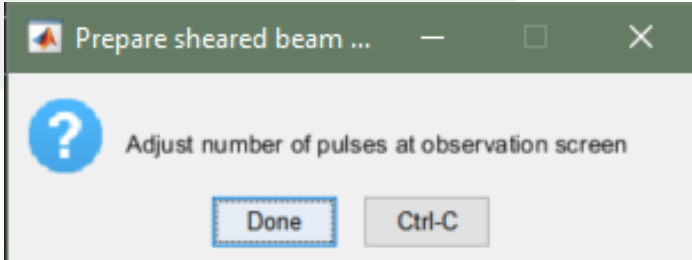 Prepare sheared beam ...
Adjust number of pulses at observation screen
Done
Ctrl-C